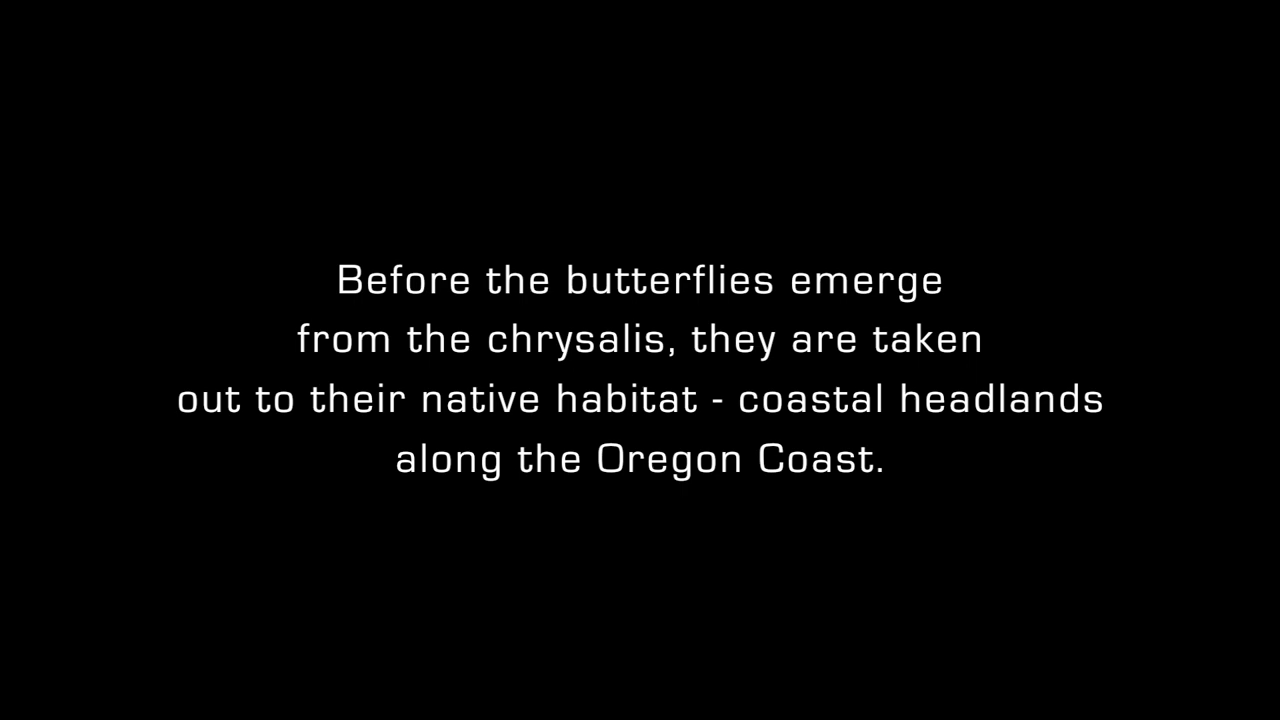 Before the butterflies emerge
from the chrysalis, they are taken
out to their native habitat - coastal headlands
along the Oregon Coast.